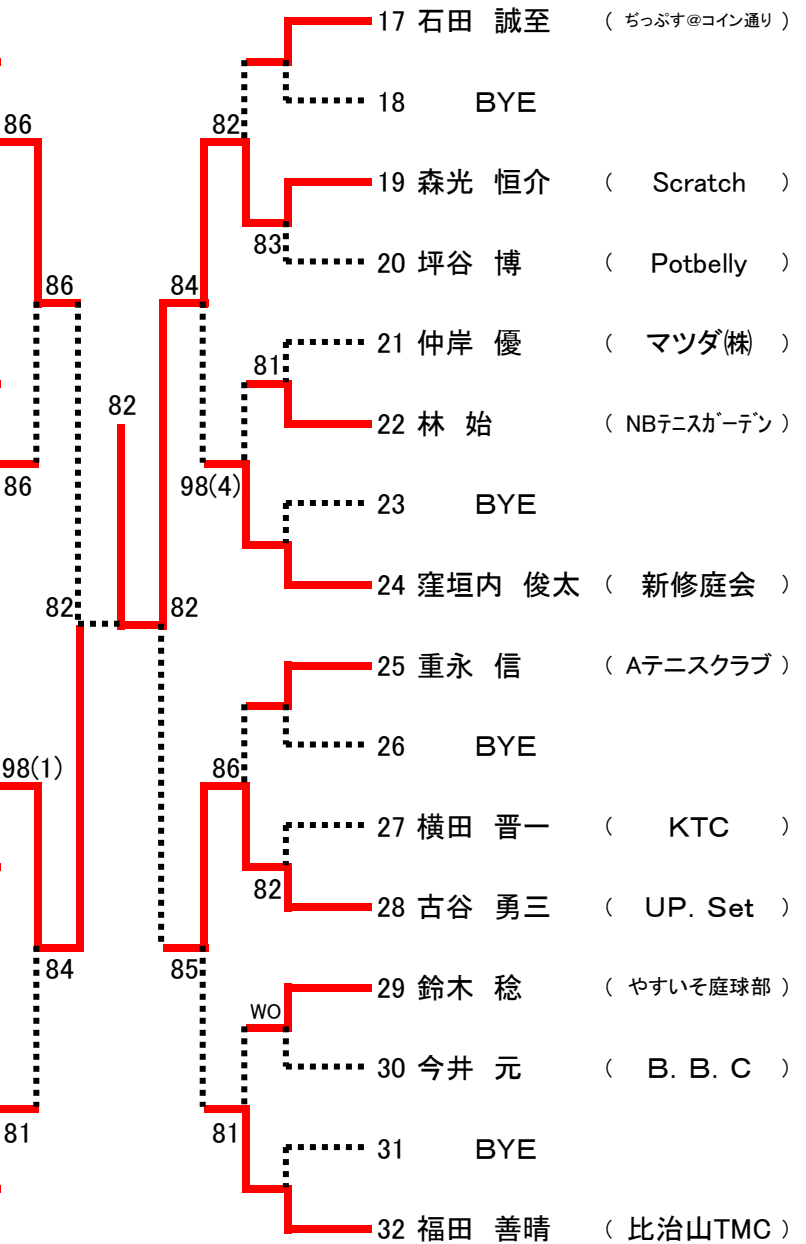 17 石田 誠至 ( ぢっぷす@コイン通り )
86
82
18 BYE
19 森光 恒介 ( Scratch )
83
20 坪谷 博 ( Potbelly )
86
84
21 仲岸 優 ( マツダ㈱ )
81
82
22 林 始 ( NBテニスガーデン )
86
98(4)
23 BYE
24 窪垣内 俊太 ( 新修庭会 )
82
82
25 重永 信 ( Aテニスクラブ )
26 BYE
98(1)
86
27 横田 晋一 ( KTC )
82
28 古谷 勇三 ( UP. Set )
84
85
29 鈴木 稔 ( やすいそ庭球部 )
WO
30 今井 元 ( B. B. C )
81
81
31 BYE
32 福田 善晴 ( 比治山TMC )